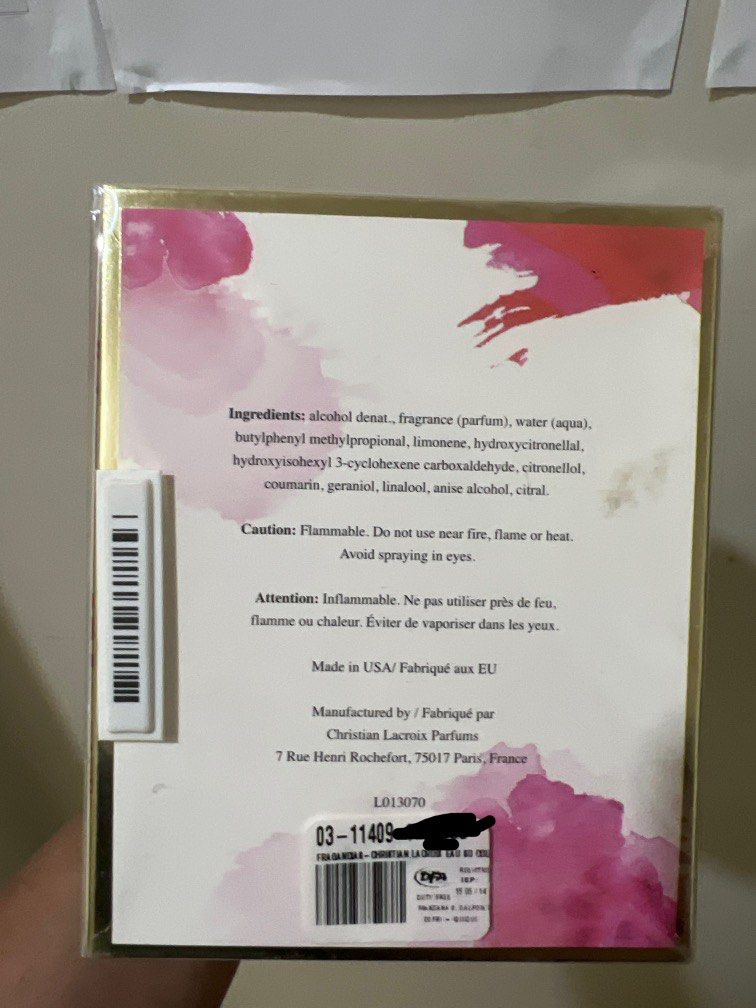 Ingredients: alcohol denat., fragrance (parfum), water (aqua),
butylphenyl methylpropional, limonene, hydroxycitronellal,
hydroxyisohexyl 3-cyclohexene carboxaldehyde, citronellol,
coumarin, geraniol, linalool, anise alcohol, citral.
Caution: Flammable. Do not use near fire, flame or heat.
Avoid spraying in eyes.
Attention: Inflammable. Ne pas utiliser près de feu,
flamme ou chaleur. Éviter de vaporiser dans les yeux.
Made in USA/ Fabriqué aux EU
Manufactured by / Fabriqué par
Christian Lacroix Parfums
7 Rue Henri Rochefort, 75017 Paris, France
L013070
03-11409
CHRISTIAN
DFA
DUTY FREE